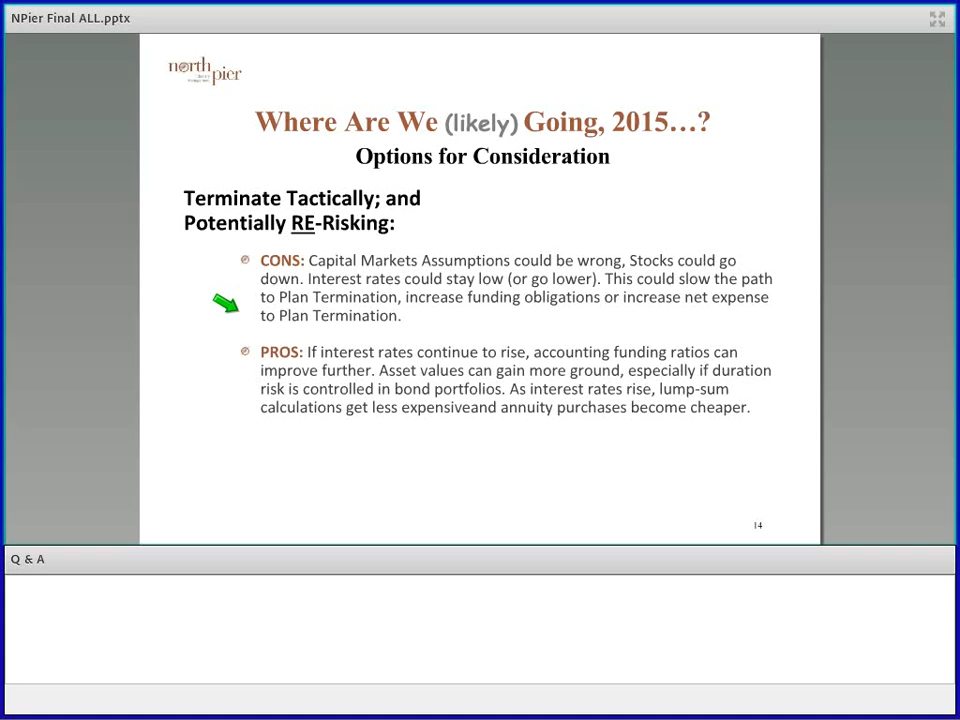 NPier Final ALL.pptx
north
pier
Where Are We (likely) Going, 2015…?
Options for Consideration
Terminate Tactically; and
Potentially RE-Risking:
CONS: Capital Markets Assumptions could be wrong, Stocks could go
down. Interest rates could stay low (or go lower). This could slow the path
to Plan Termination, increase funding obligations or increase net expense
to Plan Termination.
PROS: If interest rates continue to rise, accounting funding ratios can
improve further. Asset values can gain more ground, especially if duration
risk is controlled in bond portfolios. As interest rates rise, lump-sum
calculations get less expensiveand annuity purchases become cheaper.
14
Q & A